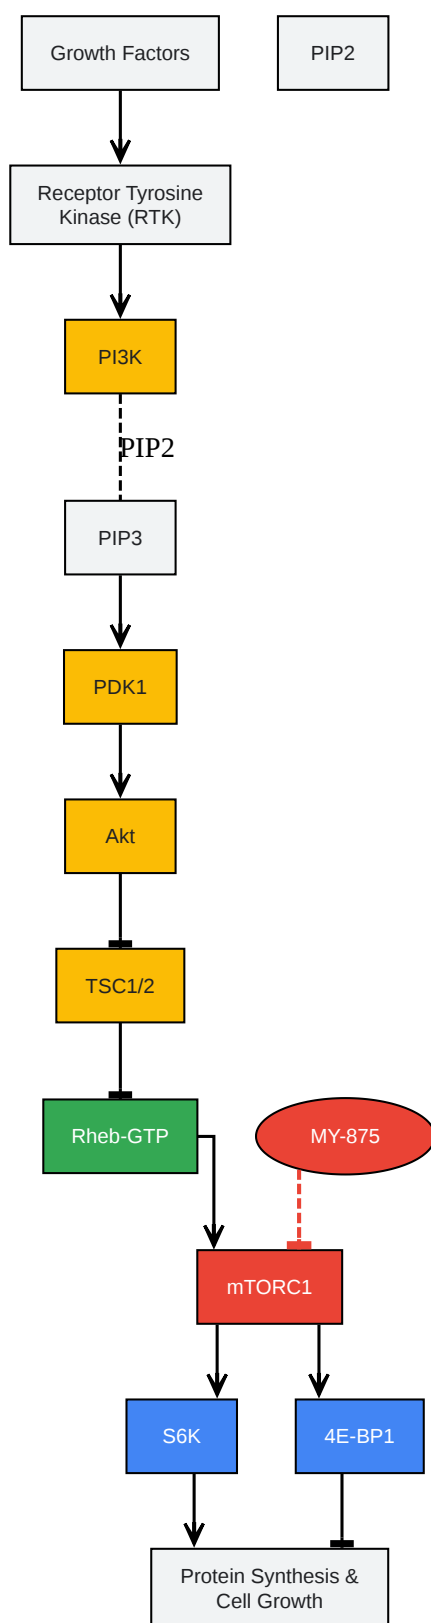 Growth Factors
PIP2
Receptor Tyrosine
Kinase (RTK)
PI3K
PIP2
PIP3
PDK1
Akt
TSC1/2
Rheb-GTP
MY-875
mTORC1
S6K
4E-BP1
Protein Synthesis &
Cell Growth